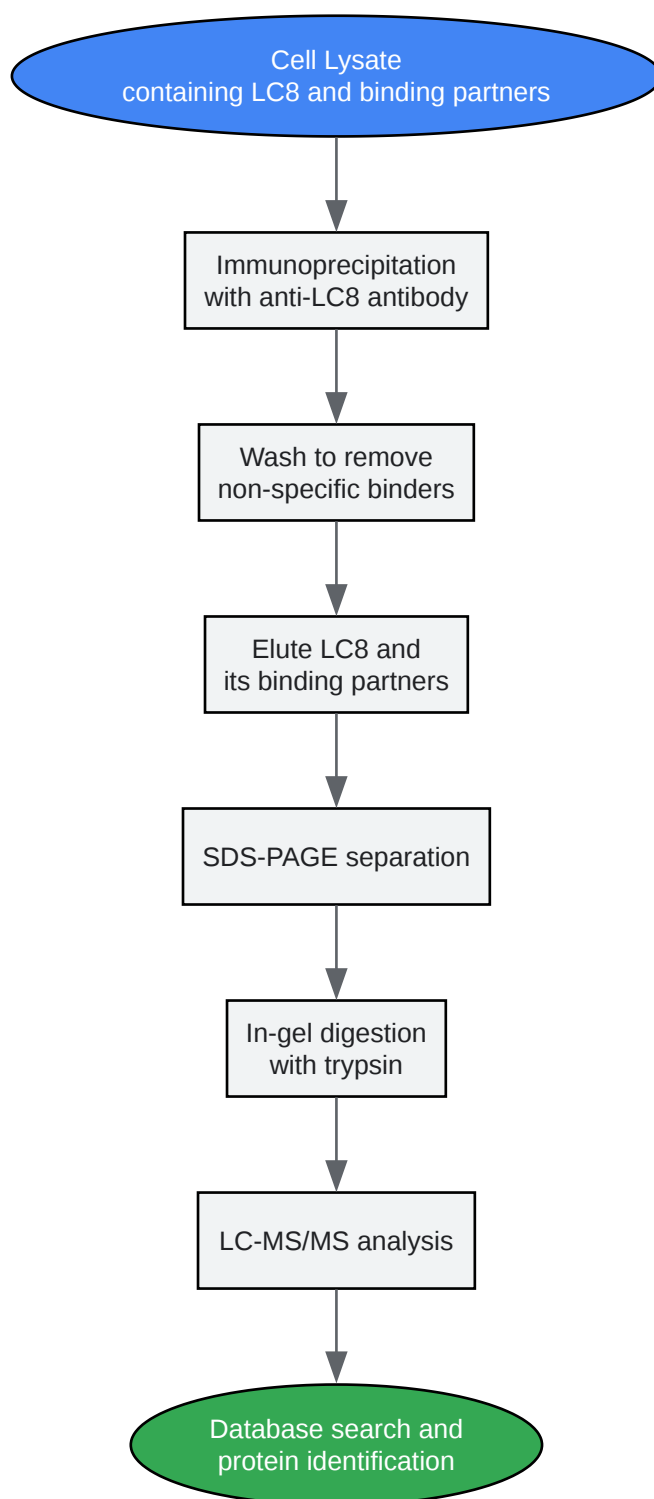 Cell Lysate
containing LC8 and binding partners
Immunoprecipitation
with anti-LC8 antibody
Wash to remove
non-specific binders
Elute LC8 and
its binding partners
SDS-PAGE separation
In-gel digestion
with trypsin
LC-MS/MS analysis
Database search and
protein identification